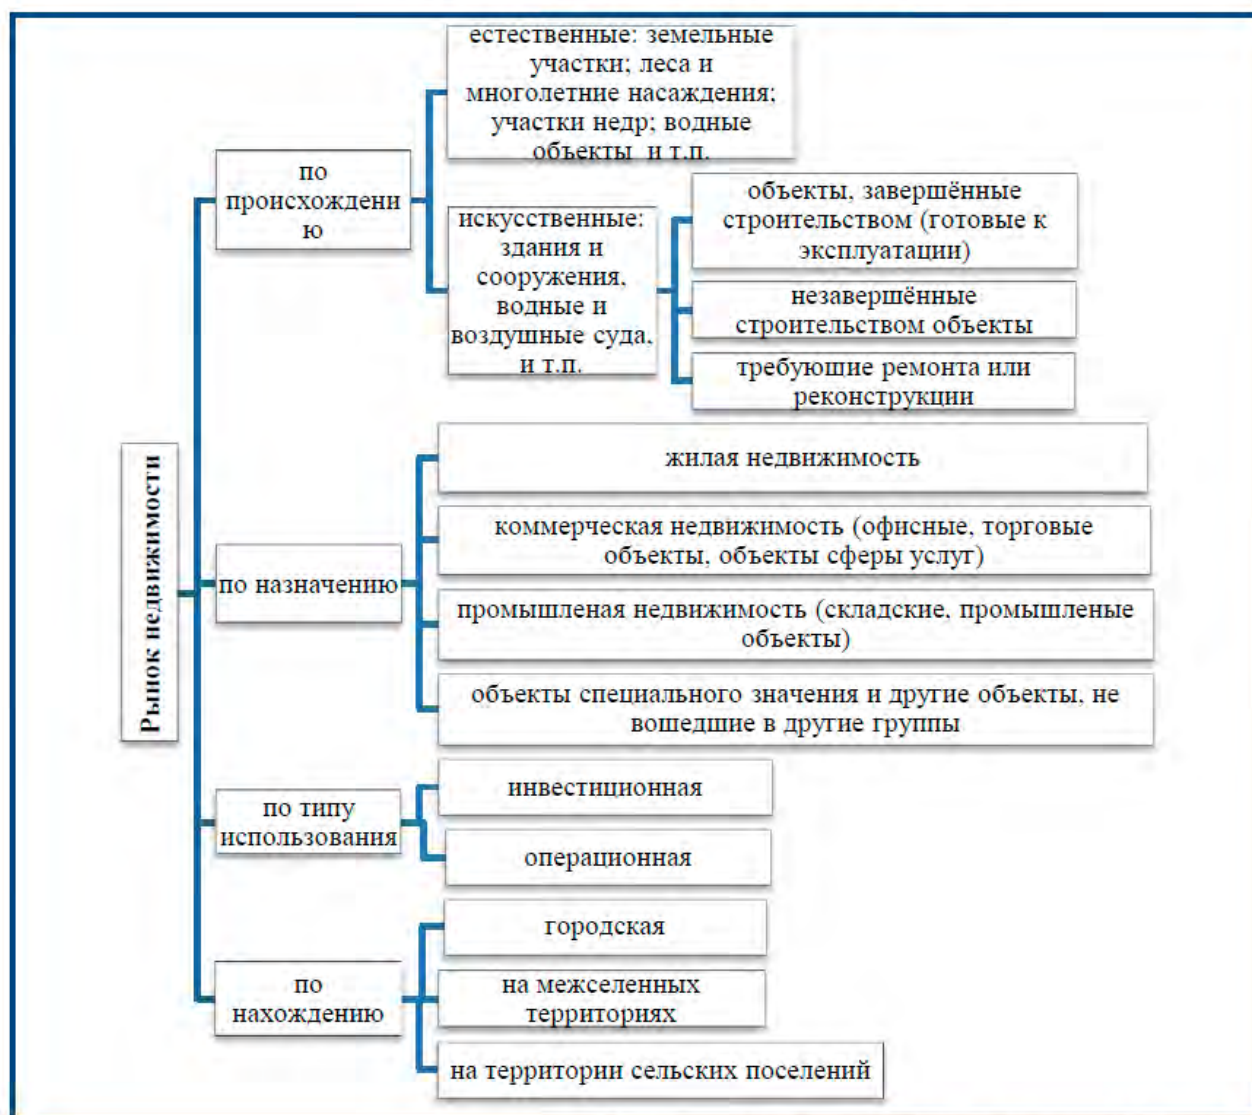 Рынок недвижимости
по
происхождени
ю
естественные: земельные
участки; леса и
многолетние насаждения;
участки недр; водные
объекты и т.п.
искусственные:
здания и
сооружения,
водные и
воздушные суда,
и т.п.
объекты, завершённые
строительством (готовые к
эксплуатации)
незавершённые
строительством объекты
требующие ремонта или
реконструкции
по назначению
жилая недвижимость
коммерческая недвижимость (офисные, торговые
объекты, объекты сферы услуг)
промышленая недвижимость (складские, промышленые
объекты)
объекты специального значения и другие объекты, не
вошедшие в другие группы
по типу
использования
инвестиционная
операционная
по
нахождению
городская
на межселенных
территориях
на территории сельских поселений